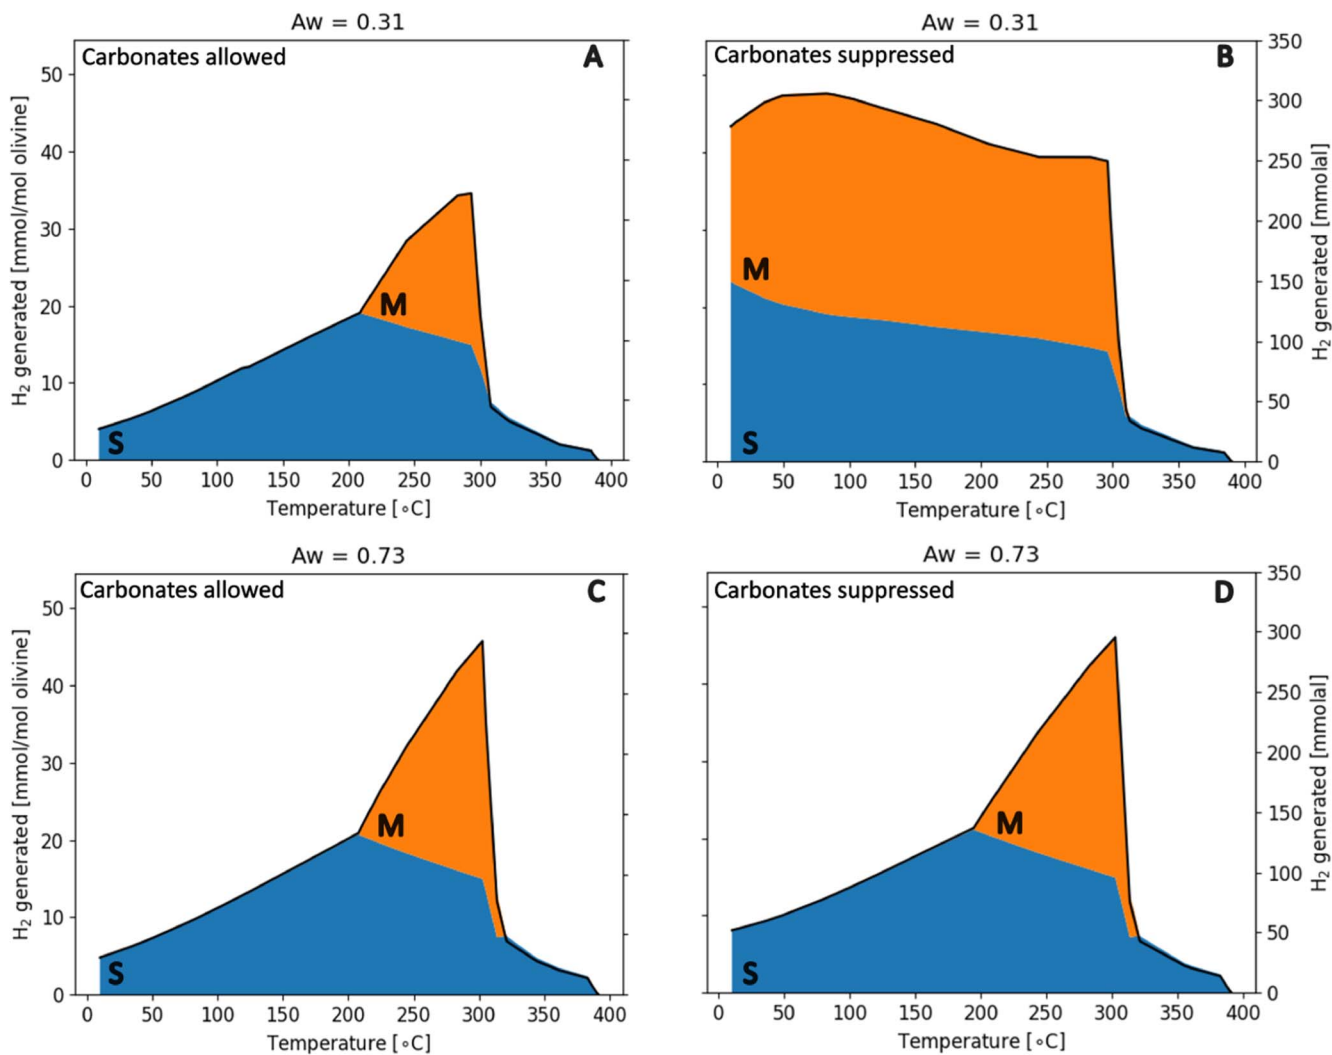 Aw = 0.31
Carbonates allowed
A
H₂ generated [mmol/mol olivine]
50
40
30
20
10
0
M
S
0 50 100 150 200 250 300 350 400
Temperature [∘C]
Aw = 0.31
Carbonates suppressed
B
350
300
250
200
150
100
50
0
H₂ generated [mmolal]
M
S
0 50 100 150 200 250 300 350 400
Temperature [∘C]
Aw = 0.73
Carbonates allowed
C
H₂ generated [mmol/mol olivine]
50
40
30
20
10
0
M
S
0 50 100 150 200 250 300 350 400
Temperature [∘C]
Aw = 0.73
Carbonates suppressed
D
350
300
250
200
150
100
50
0
H₂ generated [mmolal]
M
S
0 50 100 150 200 250 300 350 400
Temperature [∘C]